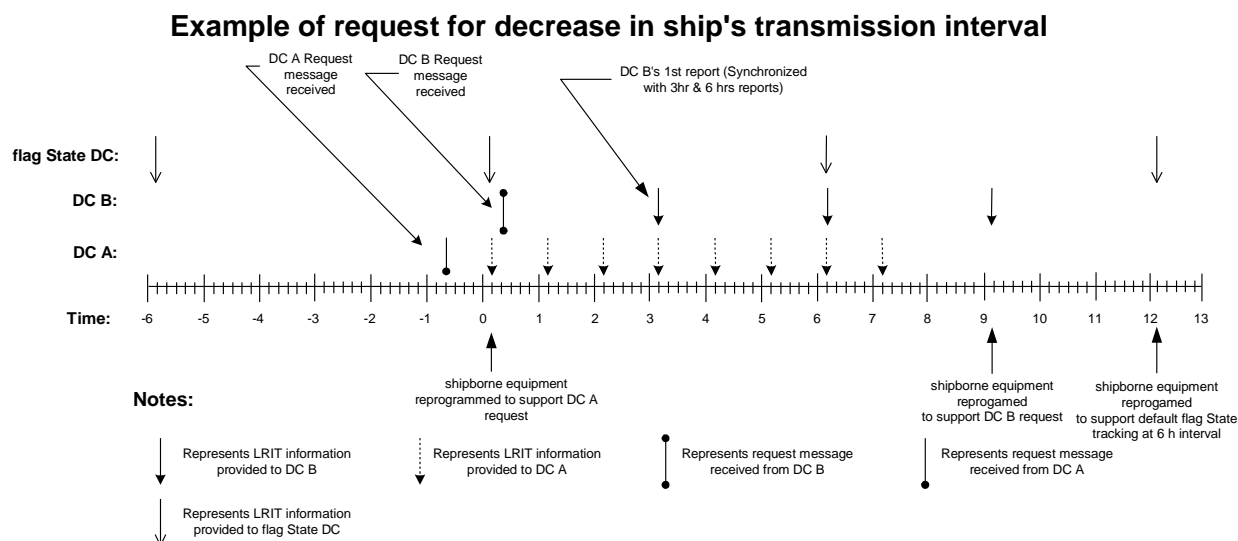 Example of request for decrease in ship's transmission interval
DC A Request
message
received
DC B Request
message
received
DC B's 1st report (Synchronized
with 3hr & 6 hrs reports)
flag State DC:
DC B:
DC A:
Time:
-6 -5 -4 -3 -2 -1 0 1 2 3 4 5 6 7 8 9 10 11 12 13
shipborne equipment
reprogrammed to support DC A
request
shipborne equipment
reprogamed
to support DC B request
shipborne equipment
reprogamed
to support default flag State
tracking at 6 h interval
Notes:
Represents LRIT information
provided to DC B
Represents LRIT information
provided to DC A
Represents request message
received from DC B
Represents request message
received from DC A
Represents LRIT information
provided to flag State DC